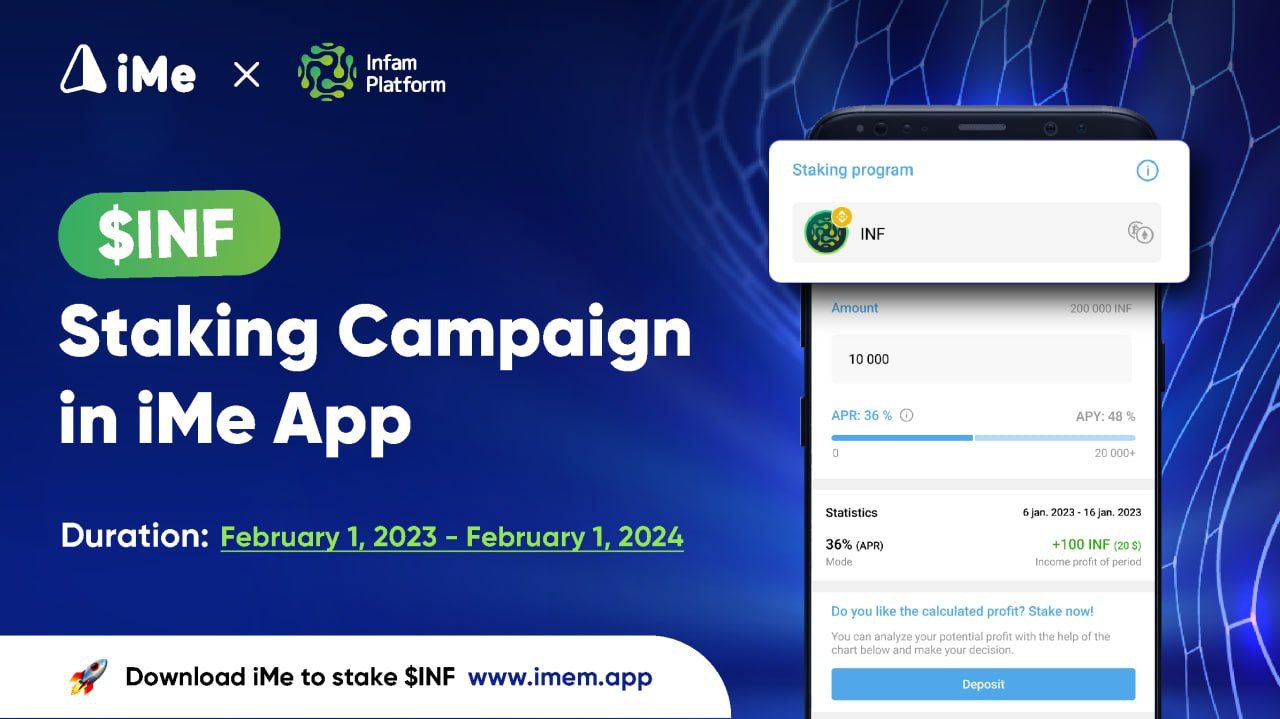 iMe
Infam
Platform
$INF
Staking Campaign
in iMe App
Duration: February 1, 2023 - February 1, 2024
Download iMe to stake $INF www.imem.app
Staking program
INF
Amount 200 000 INF
10 000
APR: 36 % APY: 48 %
0 20 000+
Statistics 6 jan. 2023 - 16 jan. 2023
36% (APR) +100 INF (20 $)
Mode Income profit of period
Do you like the calculated profit? Stake now!
You can analyze your potential profit with the help of the
chart below and make your decision.
Deposit